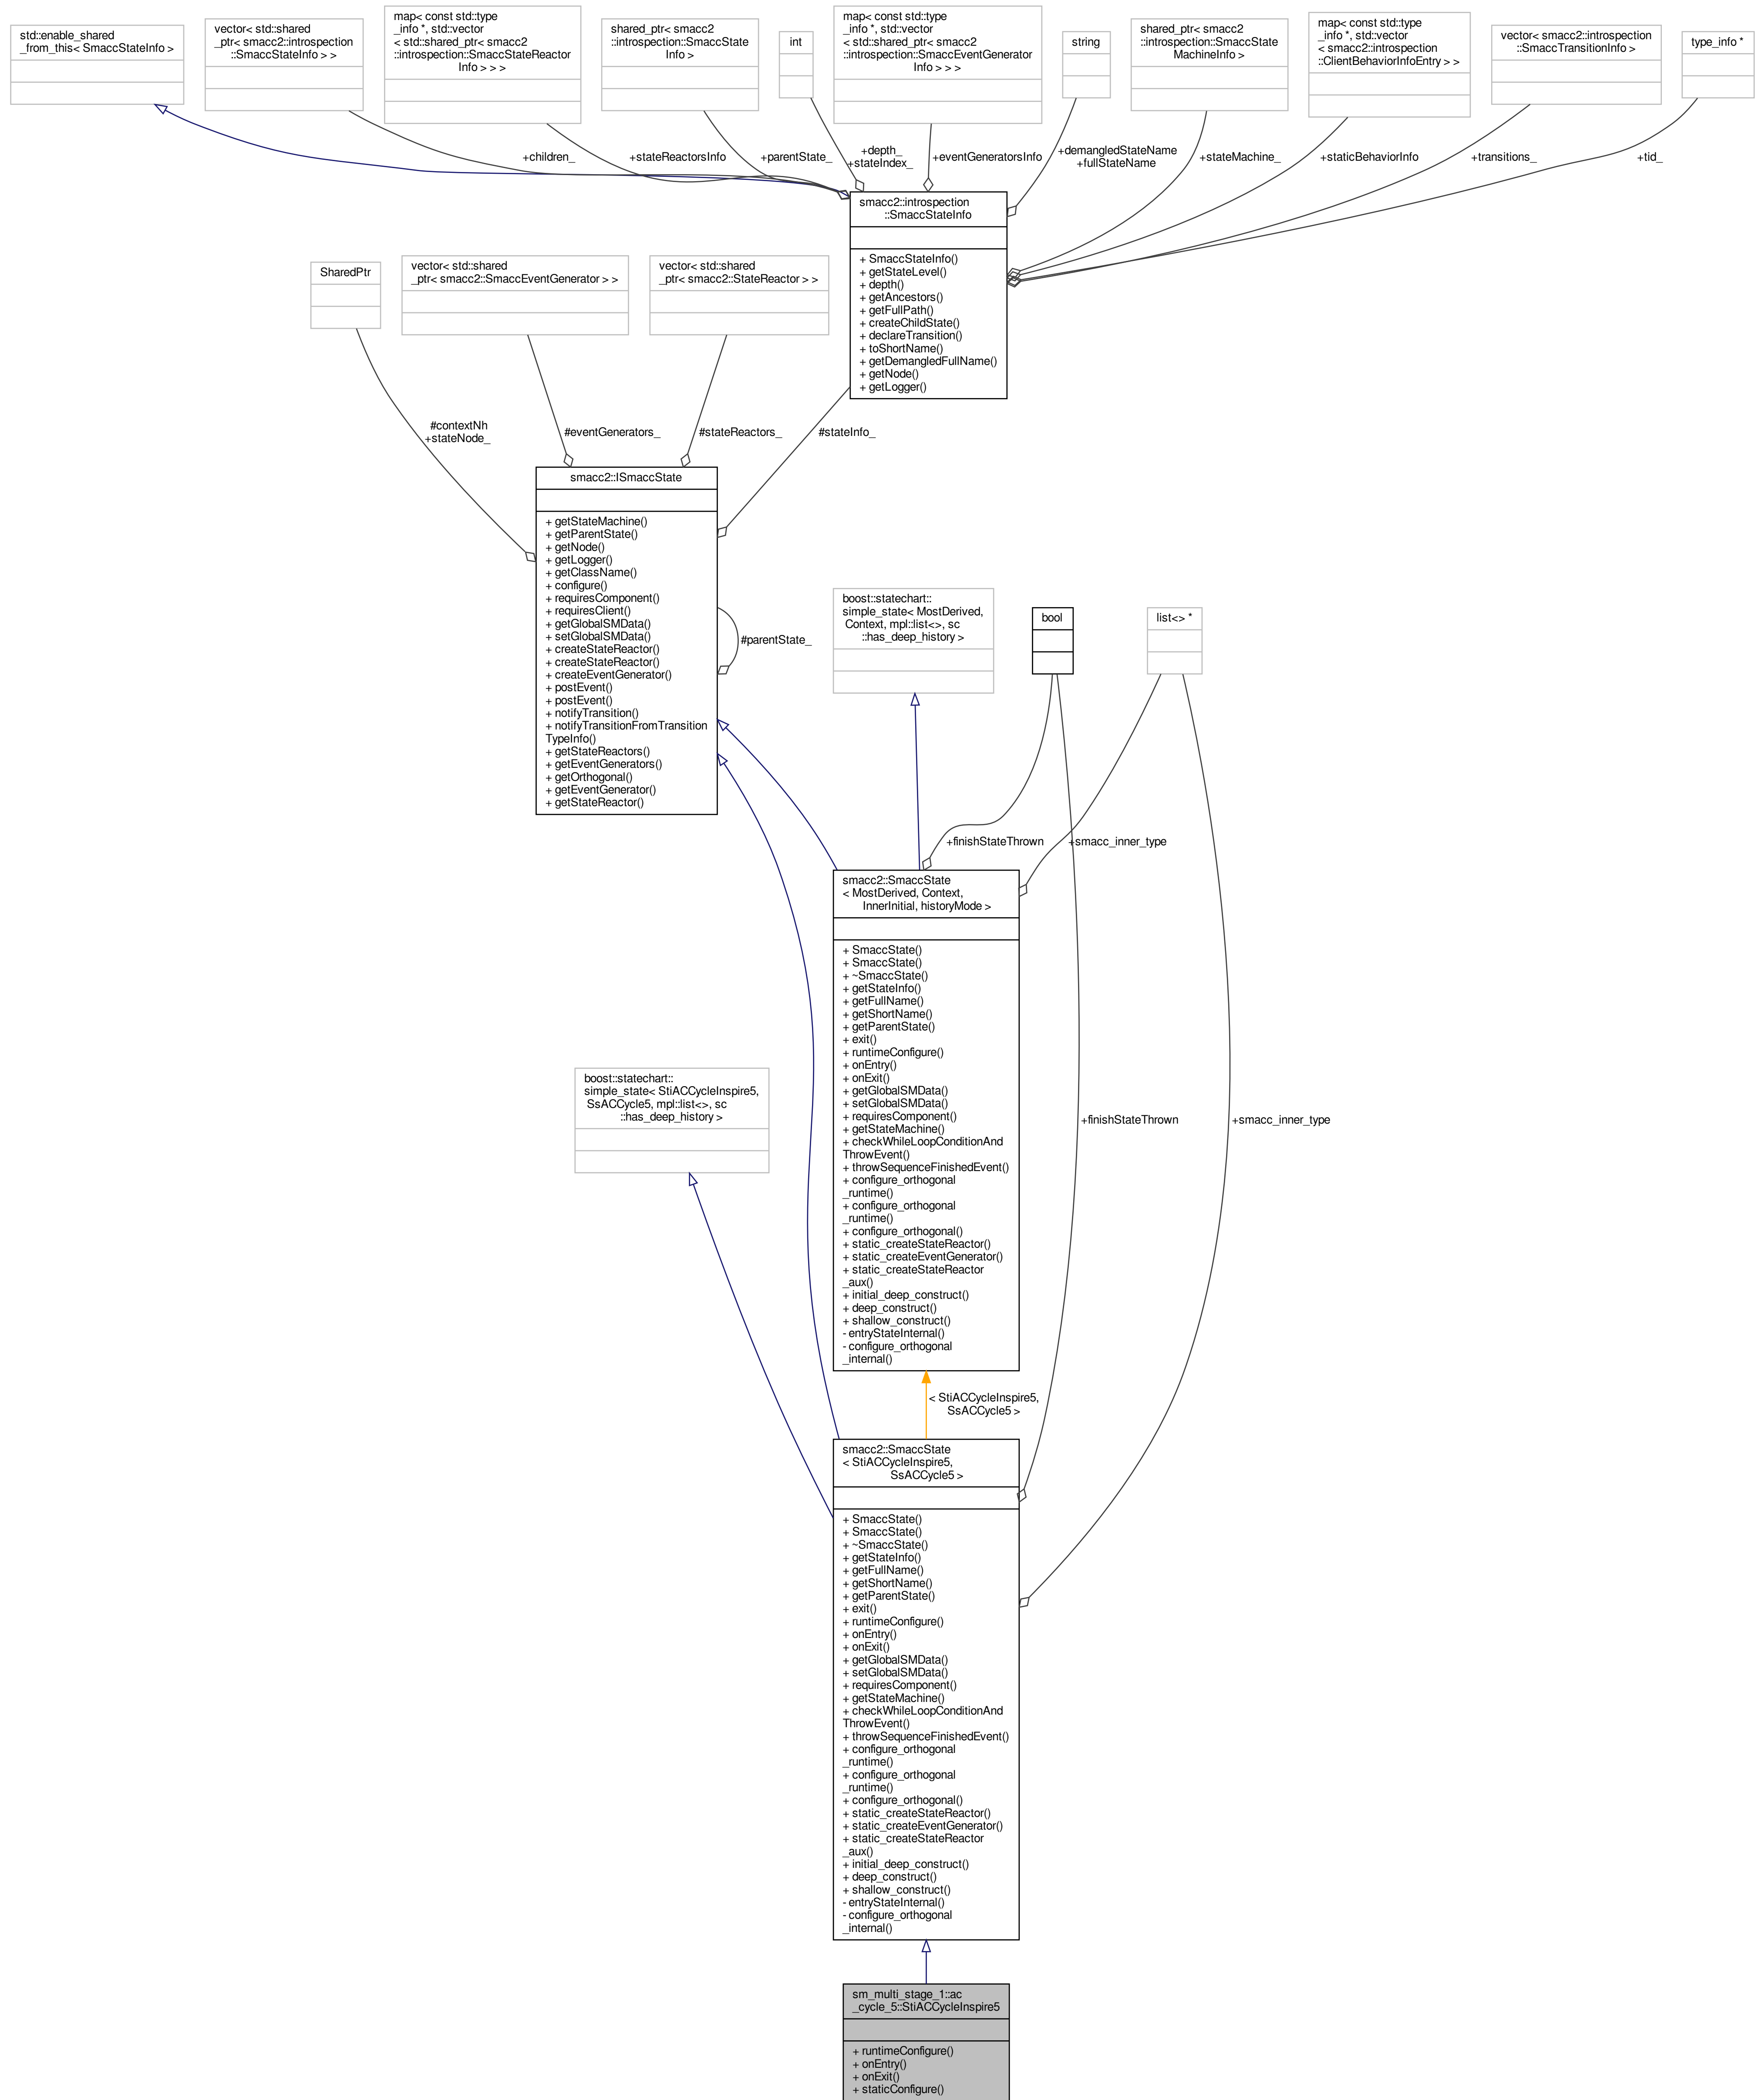 std::enable_shared
_from_this< SmaccStateInfo >
vector< std::shared
_ptr< smacc2::introspection
::SmaccStateInfo > >
map< const std::type
_info *, std::vector
< std::shared_ptr< smacc2
::introspection::SmaccStateReactor
Info > > >
shared_ptr< smacc2
::introspection::SmaccState
Info >
int
map< const std::type
_info *, std::vector
< std::shared_ptr< smacc2
::introspection::SmaccEventGenerator
Info > > >
string
shared_ptr< smacc2
::introspection::SmaccState
MachineInfo >
map< const std::type
_info *, std::vector
< smacc2::introspection
::ClientBehaviorInfoEntry > >
vector< smacc2::introspection
::SmaccTransitionInfo >
type_info *
+children_
+stateReactorsInfo
+parentState_
+depth_
+stateIndex_
+eventGeneratorsInfo
+demangledStateName
+fullStateName
+stateMachine_
+staticBehaviorInfo
+transitions_
+tid_
smacc2::introspection
::SmaccStateInfo
+ SmaccStateInfo()
+ getStateLevel()
+ depth()
+ getAncestors()
+ getFullPath()
+ createChildState()
+ declareTransition()
+ toShortName()
+ getDemangledFullName()
+ getNode()
+ getLogger()
SharedPtr
vector< std::shared
_ptr< smacc2::SmaccEventGenerator > >
vector< std::shared
_ptr< smacc2::StateReactor > >
#contextNh
+stateNode_
#eventGenerators_
#stateReactors_
#stateInfo_
smacc2::ISmaccState
+ getStateMachine()
+ getParentState()
+ getNode()
+ getLogger()
+ getClassName()
+ configure()
+ requiresComponent()
+ requiresClient()
+ getGlobalSMData()
+ setGlobalSMData()
+ createStateReactor()
+ createStateReactor()
+ createEventGenerator()
+ postEvent()
+ postEvent()
+ notifyTransition()
+ notifyTransitionFromTransition
TypeInfo()
+ getStateReactors()
+ getEventGenerators()
+ getOrthogonal()
+ getEventGenerator()
+ getStateReactor()
#parentState_
boost::statechart::
simple_state< MostDerived,
Context, mpl::list<>, sc
::has_deep_history >
bool
list<> *
+finishStateThrown
+smacc_inner_type
smacc2::SmaccState
< MostDerived, Context,
InnerInitial, historyMode >
+ SmaccState()
+ SmaccState()
+ ~SmaccState()
+ getStateInfo()
+ getFullName()
+ getShortName()
+ getParentState()
+ exit()
+ runtimeConfigure()
+ onEntry()
+ onExit()
+ getGlobalSMData()
+ setGlobalSMData()
+ requiresComponent()
+ getStateMachine()
+ checkWhileLoopConditionAnd
ThrowEvent()
+ throwSequenceFinishedEvent()
+ configure_orthogonal
_runtime()
+ configure_orthogonal
_runtime()
+ configure_orthogonal()
+ static_createStateReactor()
+ static_createEventGenerator()
+ static_createStateReactor
_aux()
+ initial_deep_construct()
+ deep_construct()
+ shallow_construct()
- entryStateInternal()
- configure_orthogonal
_internal()
boost::statechart::
simple_state< StiACCycleInspire5,
SsACCycle5, mpl::list<>, sc
::has_deep_history >
+finishStateThrown
+smacc_inner_type
< StiACCycleInspire5,
SsACCycle5 >
smacc2::SmaccState
< StiACCycleInspire5,
SsACCycle5 >
+ SmaccState()
+ SmaccState()
+ ~SmaccState()
+ getStateInfo()
+ getFullName()
+ getShortName()
+ getParentState()
+ exit()
+ runtimeConfigure()
+ onEntry()
+ onExit()
+ getGlobalSMData()
+ setGlobalSMData()
+ requiresComponent()
+ getStateMachine()
+ checkWhileLoopConditionAnd
ThrowEvent()
+ throwSequenceFinishedEvent()
+ configure_orthogonal
_runtime()
+ configure_orthogonal
_runtime()
+ configure_orthogonal()
+ static_createStateReactor()
+ static_createEventGenerator()
+ static_createStateReactor
_aux()
+ initial_deep_construct()
+ deep_construct()
+ shallow_construct()
- entryStateInternal()
- configure_orthogonal
_internal()
sm_multi_stage_1::ac
_cycle_5::StiACCycleInspire5
+ runtimeConfigure()
+ onEntry()
+ onExit()
+ staticConfigure()